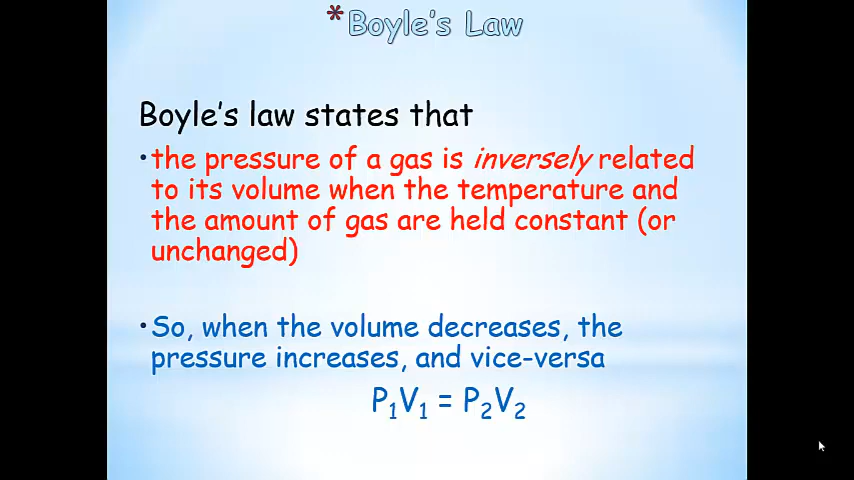 *Boyle's Law
Boyle's law states that
•the pressure of a gas is inversely related
to its volume when the temperature and
the amount of gas are held constant (or
unchanged)
•So, when the volume decreases, the
pressure increases, and vice-versa
P₁V₁ = P₂V₂